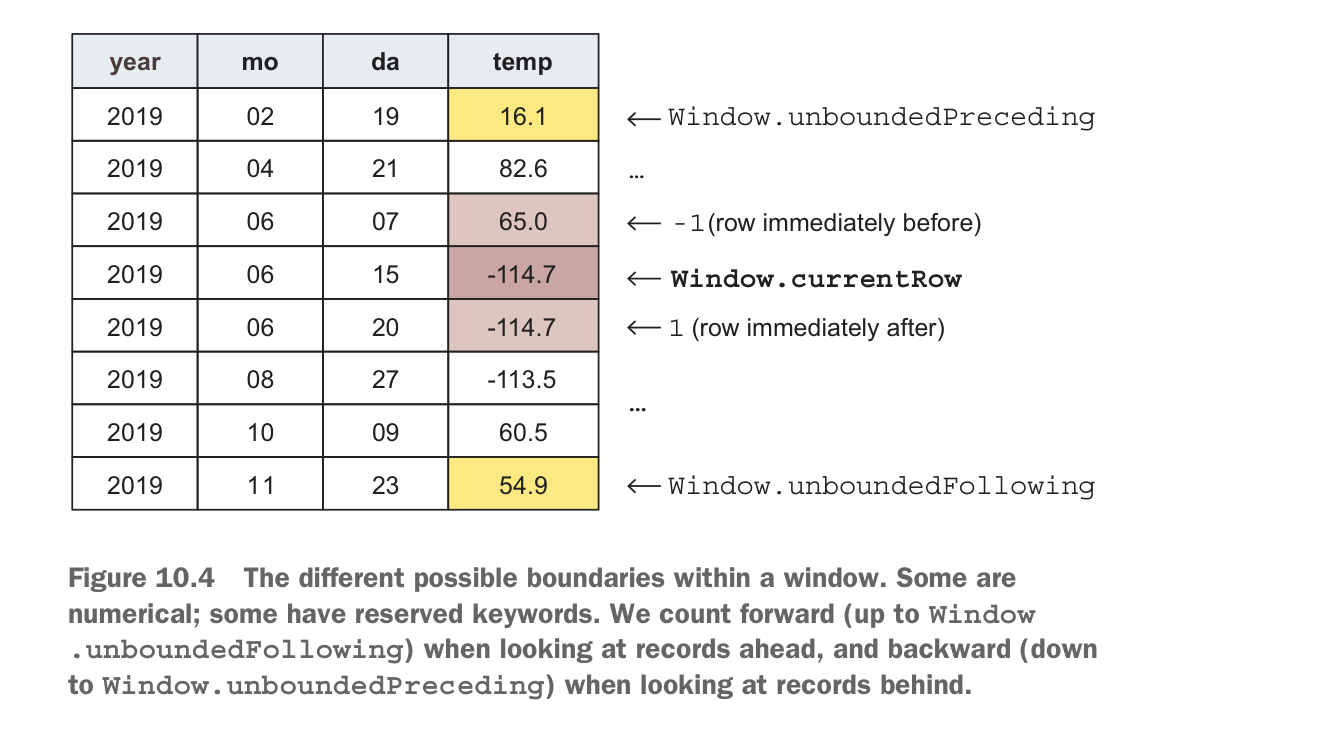 year mo da temp
2019 02 19 16.1 ← Window.unboundedPreceding
2019 04 21 82.6 …
2019 06 07 65.0 ← -1(row immediately before)
2019 06 15 -114.7 ← Window.currentRow
2019 06 20 -114.7 ← 1 (row immediately after)
2019 08 27 -113.5
…
2019 10 09 60.5
2019 11 23 54.9 ← Window.unboundedFollowing
Figure 10.4 The different possible boundaries within a window. Some are
numerical; some have reserved keywords. We count forward (up to Window
.unboundedFollowing) when looking at records ahead, and backward (down
to Window.unboundedPreceding) when looking at records behind.